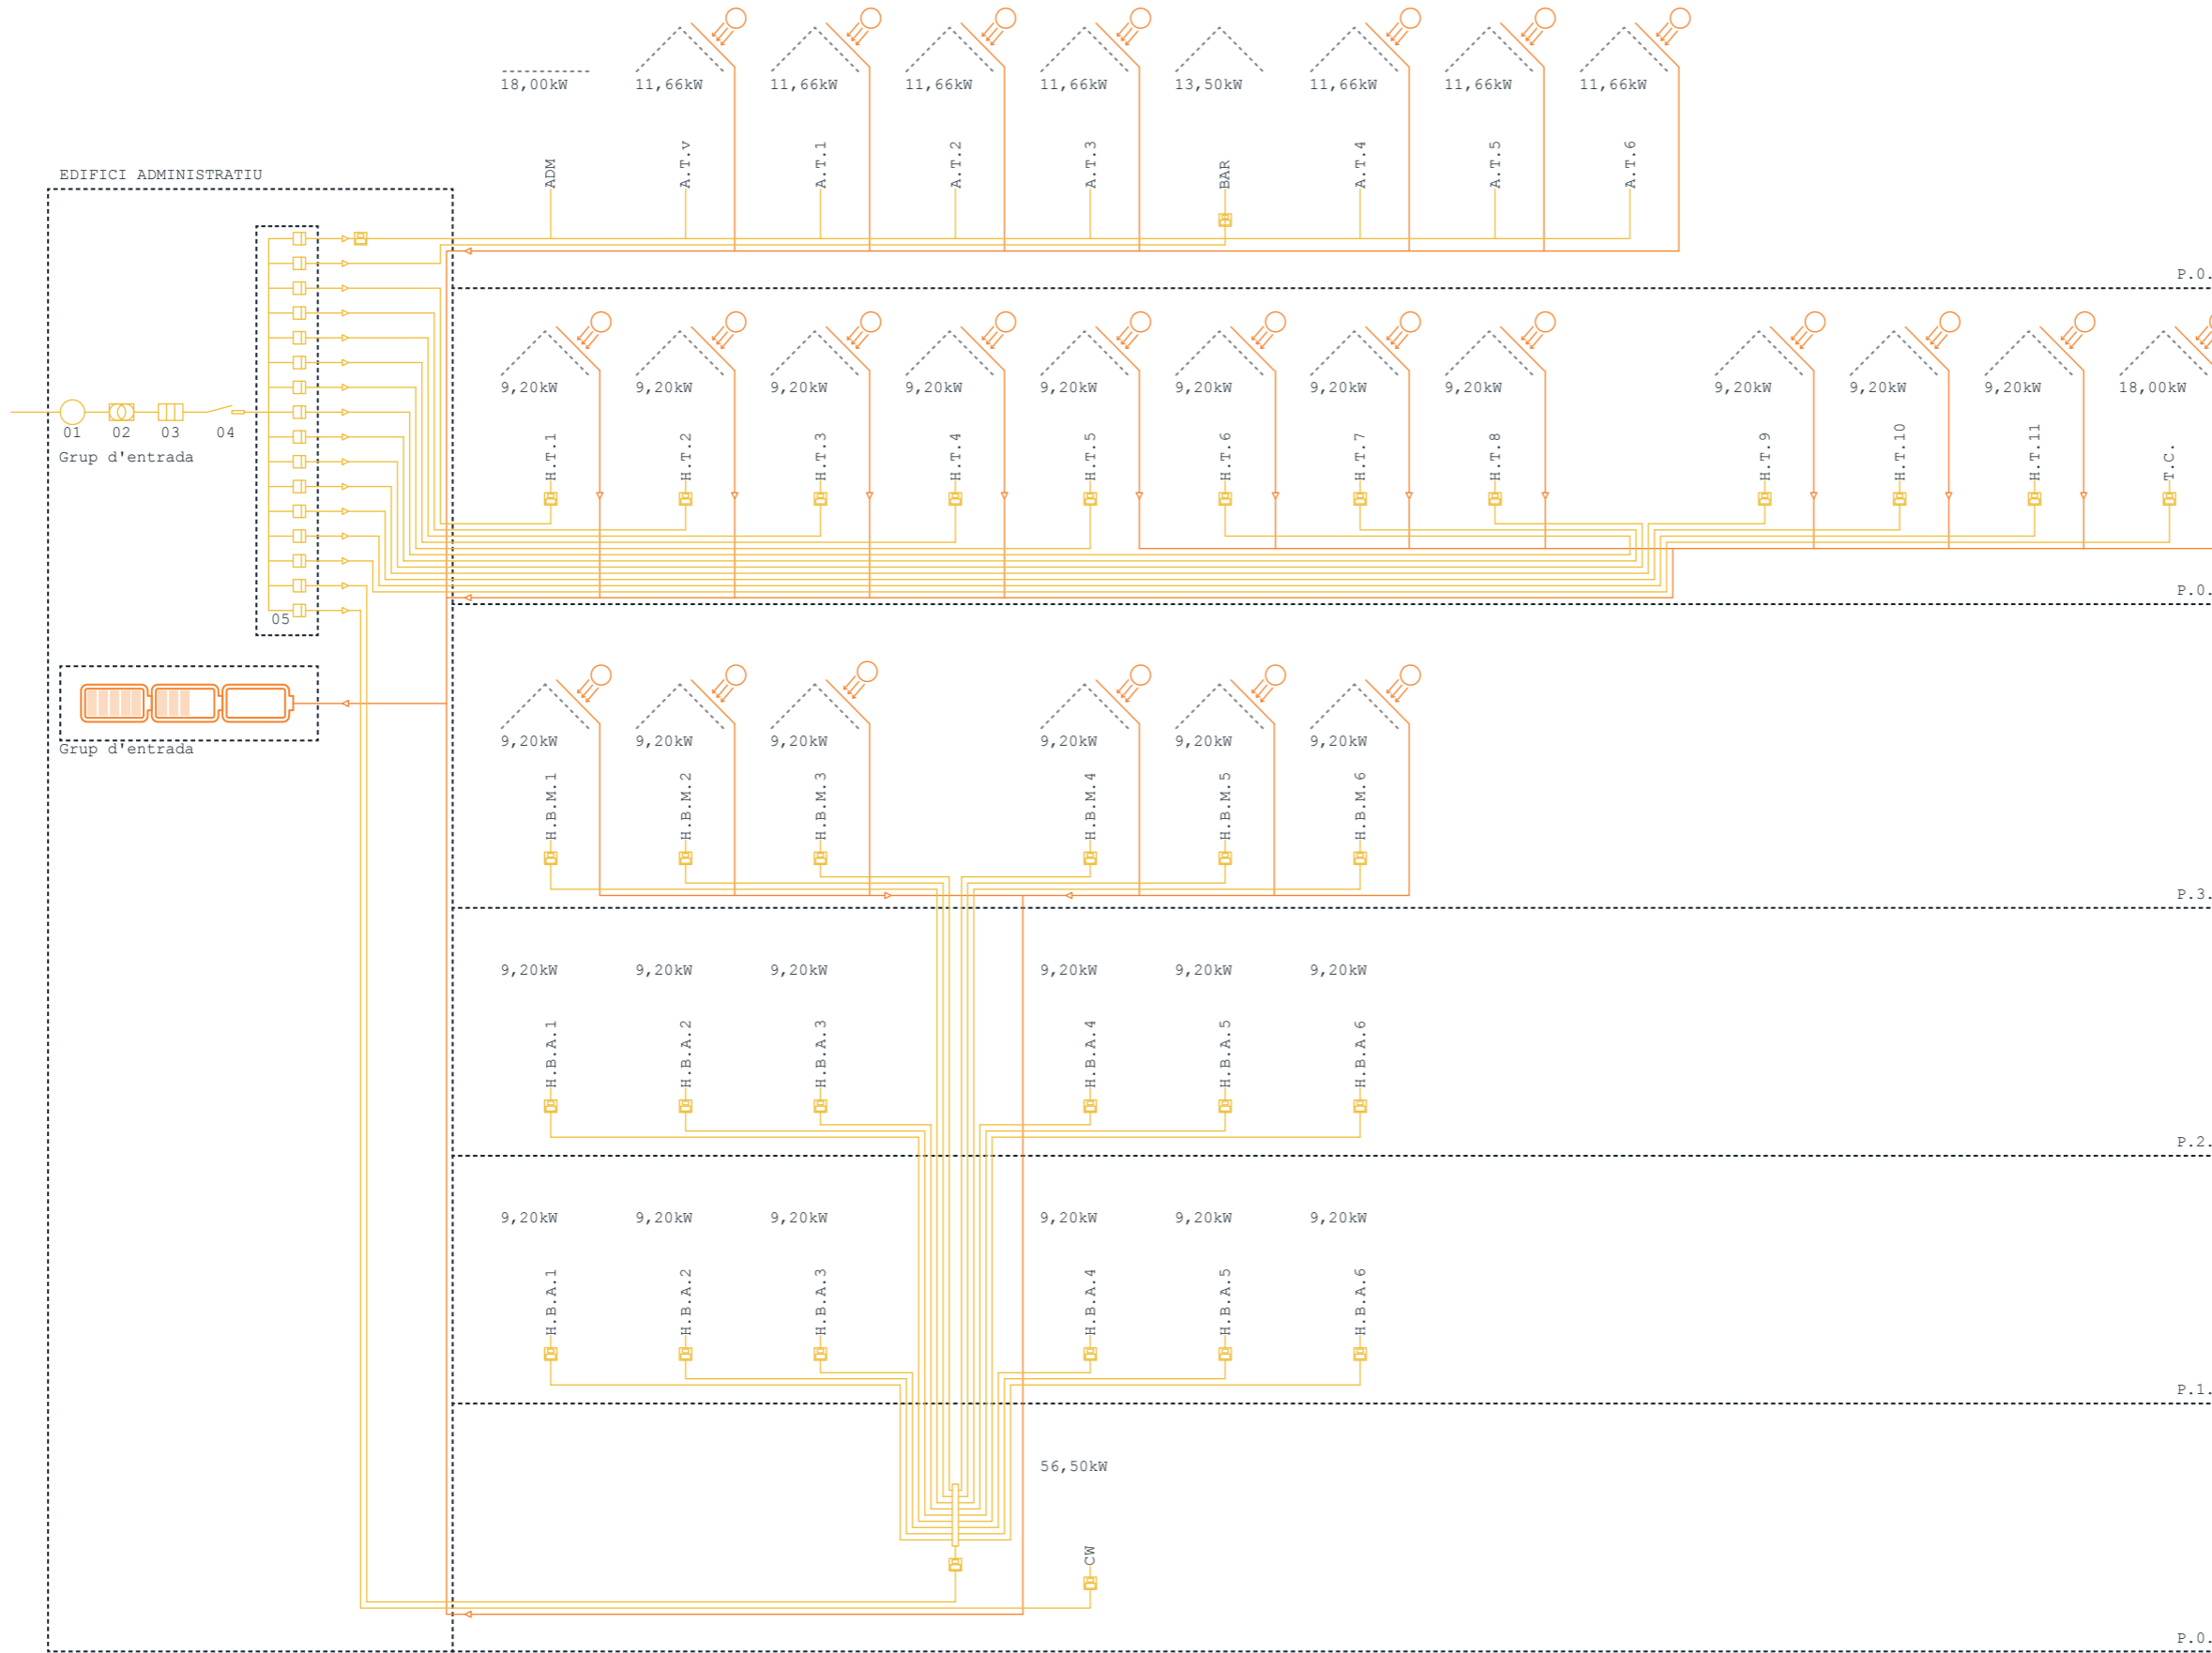 18,00kW 11,66kW 11,66kW 11,66kW 11,66kW 13,50kW 11,66kW 11,66kW 11,66kW
ADM A.T.v A.T.1 A.T.2 A.T.3 BAR A.T.4 A.T.5 A.T.6
EDIFICI ADMINISTRATIU
P.0.
9,20kW 9,20kW 9,20kW 9,20kW 9,20kW 9,20kW 9,20kW 9,20kW 9,20kW 9,20kW 9,20kW 18,00kW
01 02 03 04
Grup d'entrada
H.T.1 H.T.2 H.T.3 H.T.4 H.T.5 H.T.6 H.T.7 H.T.8 H.T.9 H.T.10 H.T.11 T.C.
P.0.
05
Grup d'entrada
9,20kW 9,20kW 9,20kW 9,20kW 9,20kW 9,20kW
H.B.M.1 H.B.M.2 H.B.M.3 H.B.M.4 H.B.M.5 H.B.M.6
P.3.
9,20kW 9,20kW 9,20kW 9,20kW 9,20kW 9,20kW
H.B.A.1 H.B.A.2 H.B.A.3 H.B.A.4 H.B.A.5 H.B.A.6
P.2.
9,20kW 9,20kW 9,20kW 9,20kW 9,20kW 9,20kW
H.B.A.1 H.B.A.2 H.B.A.3 H.B.A.4 H.B.A.5 H.B.A.6
P.1.
56,50kW
CW
P.0.